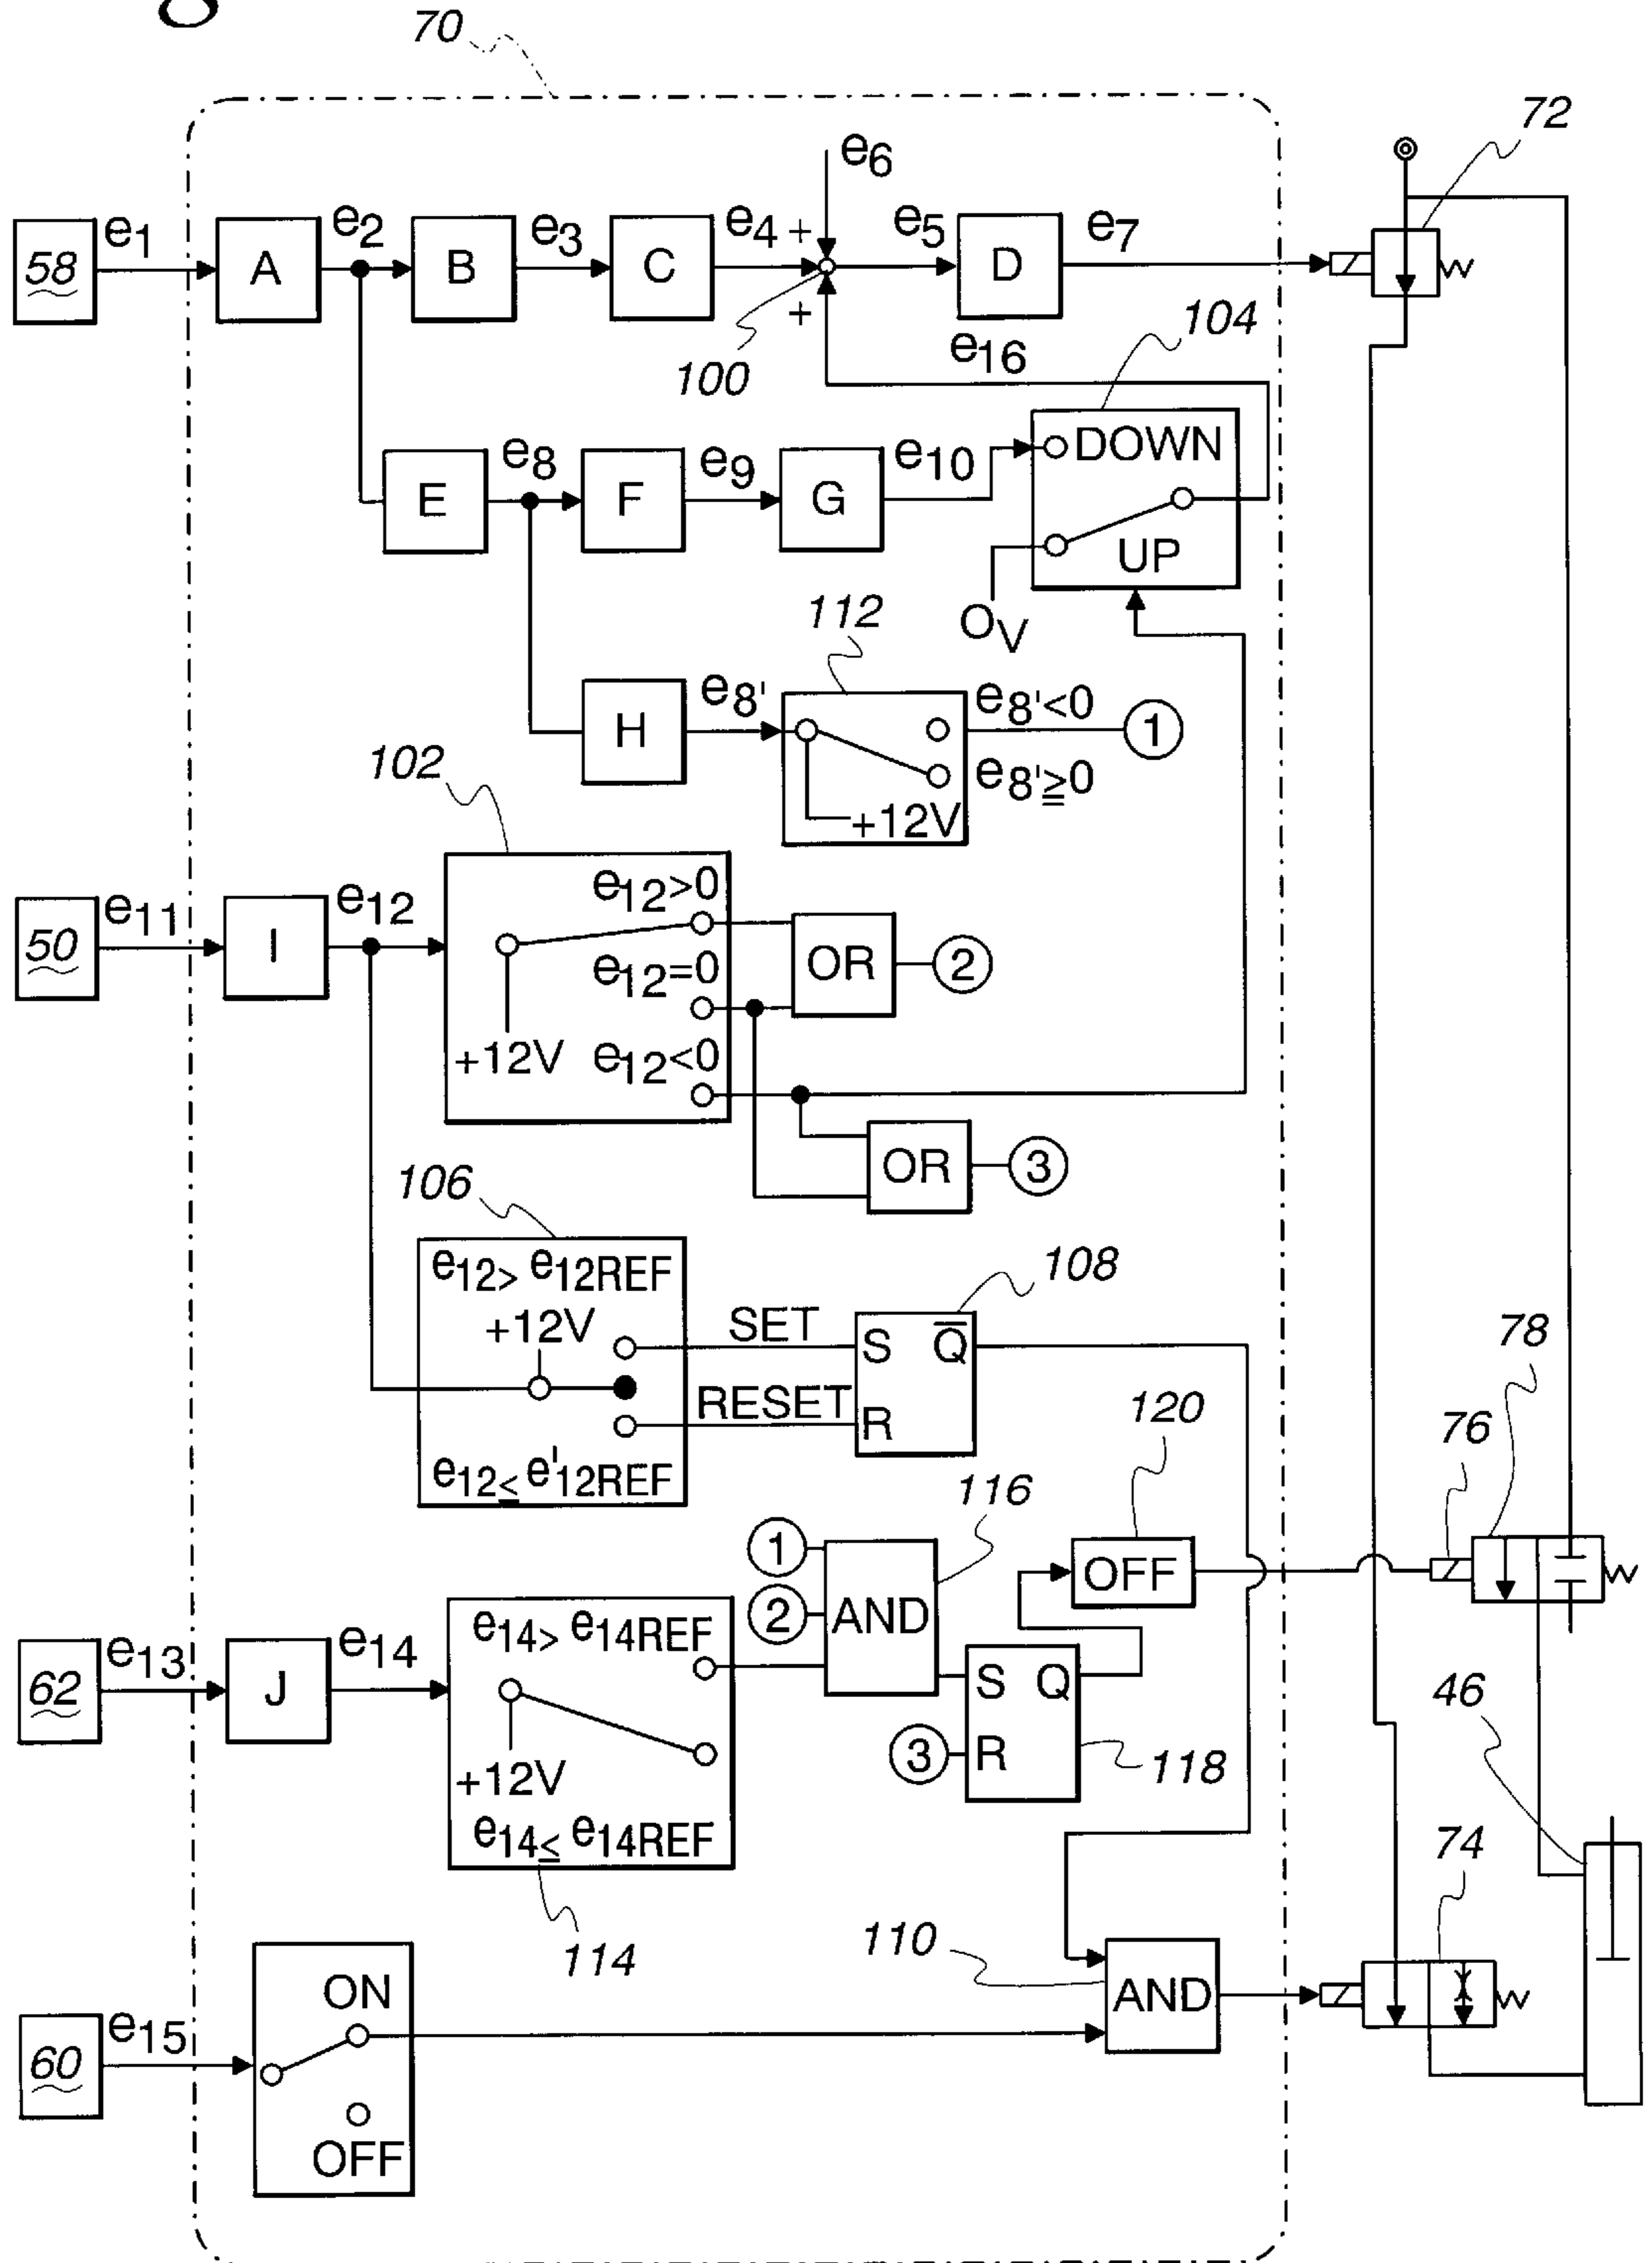 70
72
e6
58
e1
A
e2
B
e3
C
e4
+
e5
D
e7
+
100
e16
104
E
e8
F
e9
G
e10
DOWN
UP
OV
112
H
e8'
e8'<0
1
e8'≧0
+12V
102
50
e11
I
e12
e12>0
e12=0
e12<0
+12V
OR
2
OR
3
106
e12> e12REF
+12V
e12≤ e'12REF
SET
RESET
108
S Q̅
R
120
OFF
76
78
116
1
2
AND
62
e13
J
e14
e14> e14REF
+12V
e14≤ e14REF
S Q
3
R
118
46
114
74
110
AND
60
e15
ON
OFF